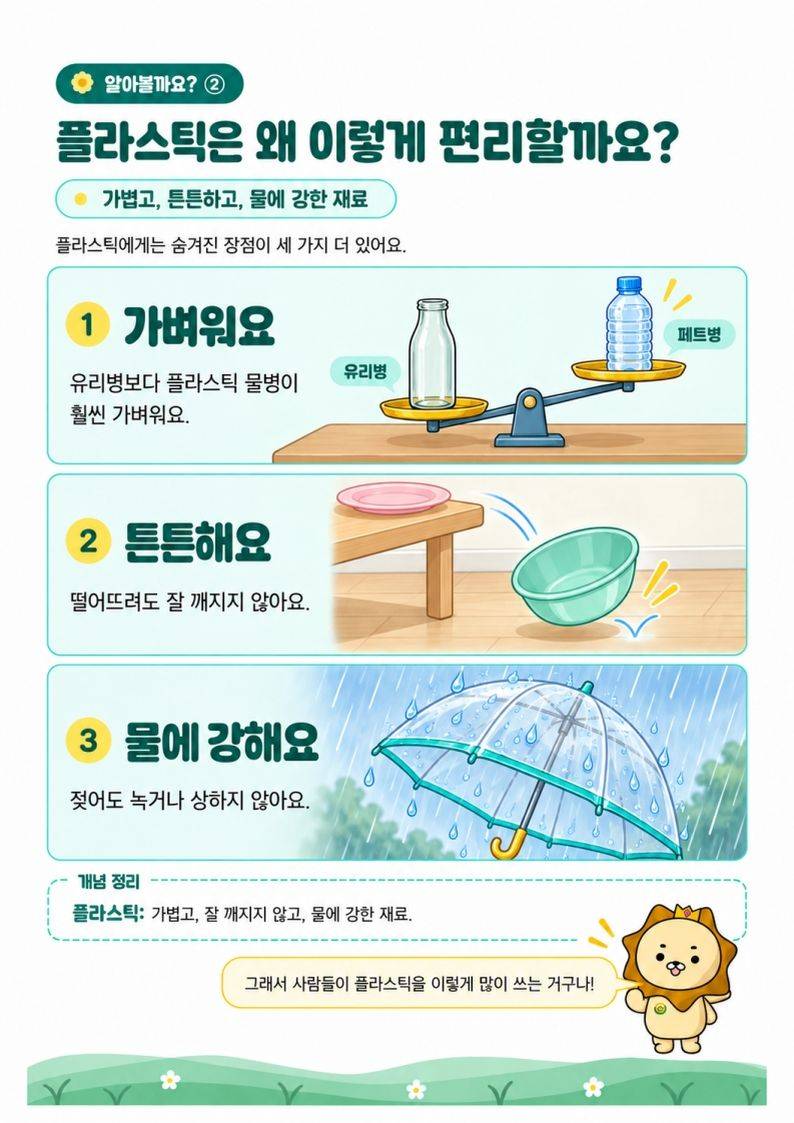 알아볼까요? ②
플라스틱은 왜 이렇게 편리할까요?
가볍고, 튼튼하고, 물에 강한 재료
플라스틱에게는 숨겨진 장점이 세 가지 더 있어요.
1 가벼워요
유리병보다 플라스틱 물병이
훨씬 가벼워요.
유리병
페트병
2 튼튼해요
떨어뜨려도 잘 깨지지 않아요.
3 물에 강해요
젖어도 녹거나 상하지 않아요.
개념 정리
플라스틱: 가볍고, 잘 깨지지 않고, 물에 강한 재료.
그래서 사람들이 플라스틱을 이렇게 많이 쓰는 거구나!